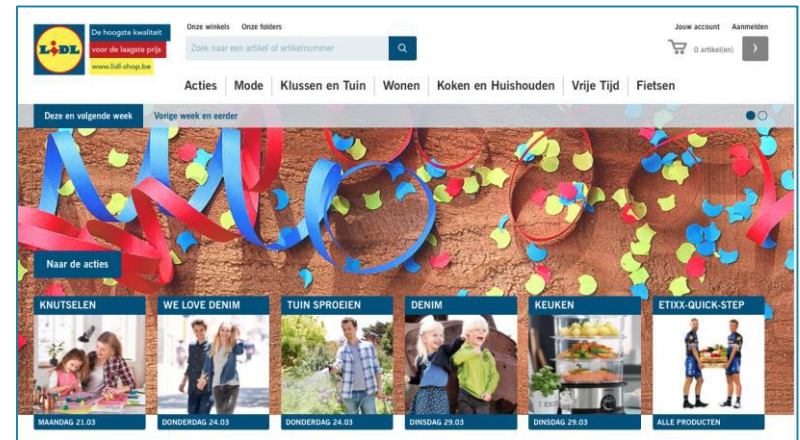 LIDL
De hoogste kwaliteit
voor de laagste prijs
www.lidl-shop.be
Onze winkels Onze folders
Jouw account Aanmelden
Zoek naar een artikel of artikelnummer
0 artikel(en)
Acties Mode Klussen en Tuin Wonen Koken en Huishouden Vrije Tijd Fietsen
Deze en volgende week Vorige week en eerder
Naar de acties
KNUTSELEN WE LOVE DENIM TUIN SPROEIEN DENIM KEUKEN ETIXX-QUICK-STEP
MAANDAG 21.03 DONDERDAG 24.03 DONDERDAG 24.03 DINSDAG 29.03 DINSDAG 29.03 ALLE PRODUCTEN